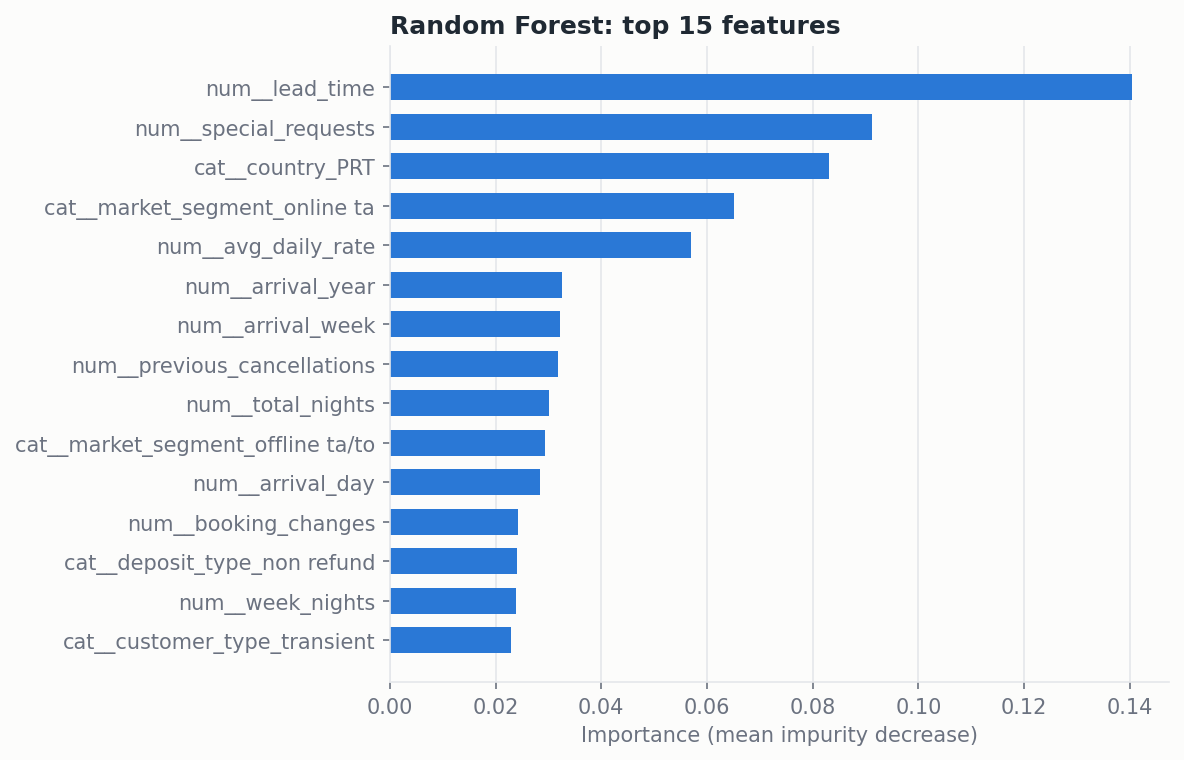 Random Forest: top 15 features
num__lead_time
num__special_requests
cat__country_PRT
cat__market_segment_online ta
num__avg_daily_rate
num__arrival_year
num__arrival_week
num__previous_cancellations
num__total_nights
cat__market_segment_offline ta/to
num__arrival_day
num__booking_changes
cat__deposit_type_non refund
num__week_nights
cat__customer_type_transient
0.00 0.02 0.04 0.06 0.08 0.10 0.12 0.14
Importance (mean impurity decrease)